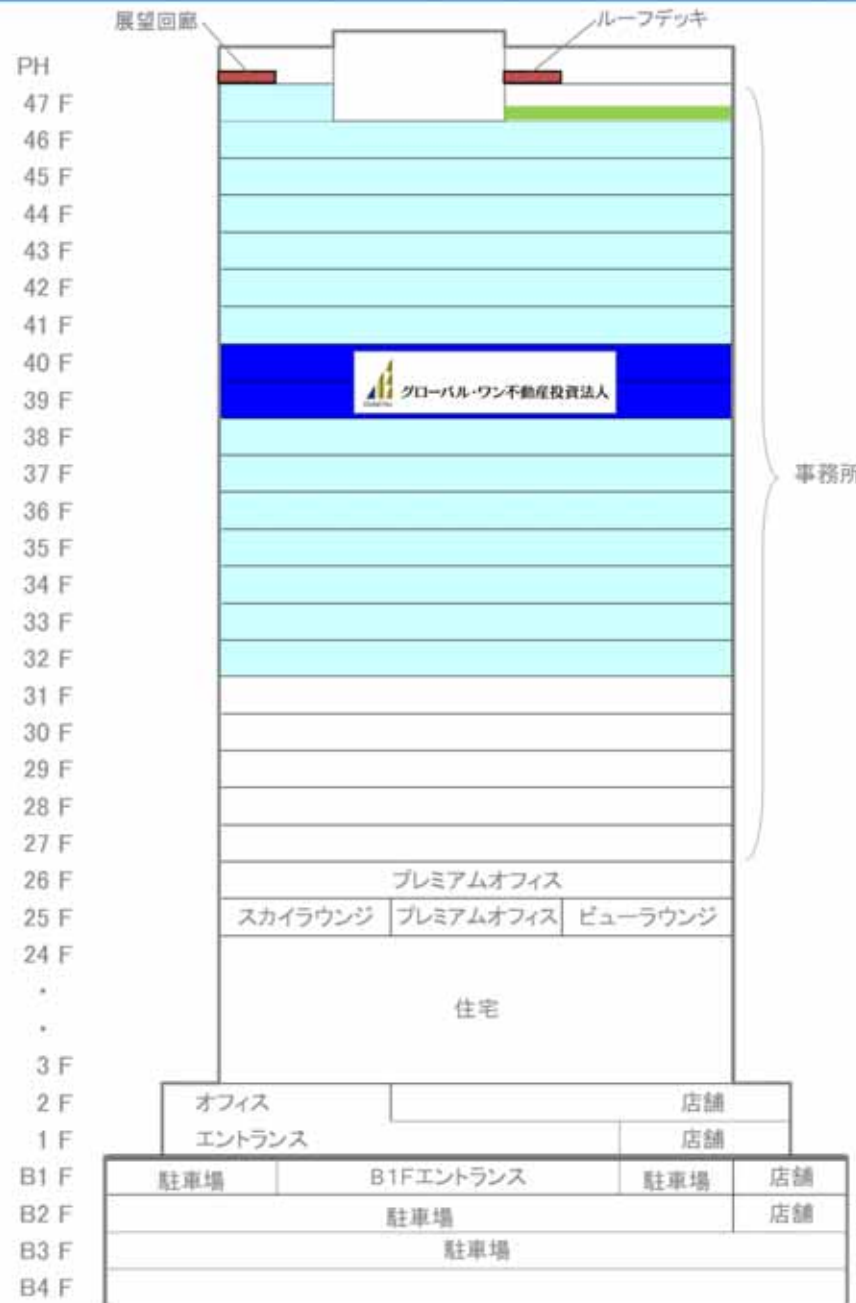 展望回廊 ルーフデッキ
PH
47 F
46 F
45 F
44 F
43 F
42 F
41 F
40 F
グローバル・ワン不動産投資法人
39 F
38 F
37 F
事務所
36 F
35 F
34 F
33 F
32 F
31 F
30 F
29 F
28 F
27 F
26 F プレミアムオフィス
25 F スカイラウンジ プレミアムオフィス ビューラウンジ
24 F
・
住宅
・
3 F
2 F オフィス 店舗
1 F エントランス 店舗
B1 F 駐車場 B1Fエントランス 駐車場 店舗
B2 F 駐車場 店舗
B3 F 駐車場
B4 F